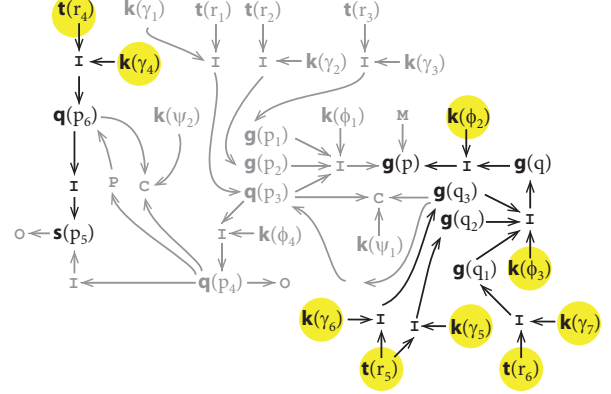 t(r₄) k(γ₁) t(r₁) t(r₂) t(r₃)
I k(γ₄) I I k(γ₂) I k(γ₃)
q(p₆) k(ψ₂) g(p₁) k(ϕ₁) M k(ϕ₂)
g(p₂) I g(p) I g(q)
I P C q(p₃) C g(q₃)
O s(p₅) I k(ϕ₄) k(ψ₁) g(q₂) I
I q(p₄) O g(q₁) k(ϕ₃)
k(γ₆) I I k(γ₅) I k(γ₇)
t(r₅) t(r₆)